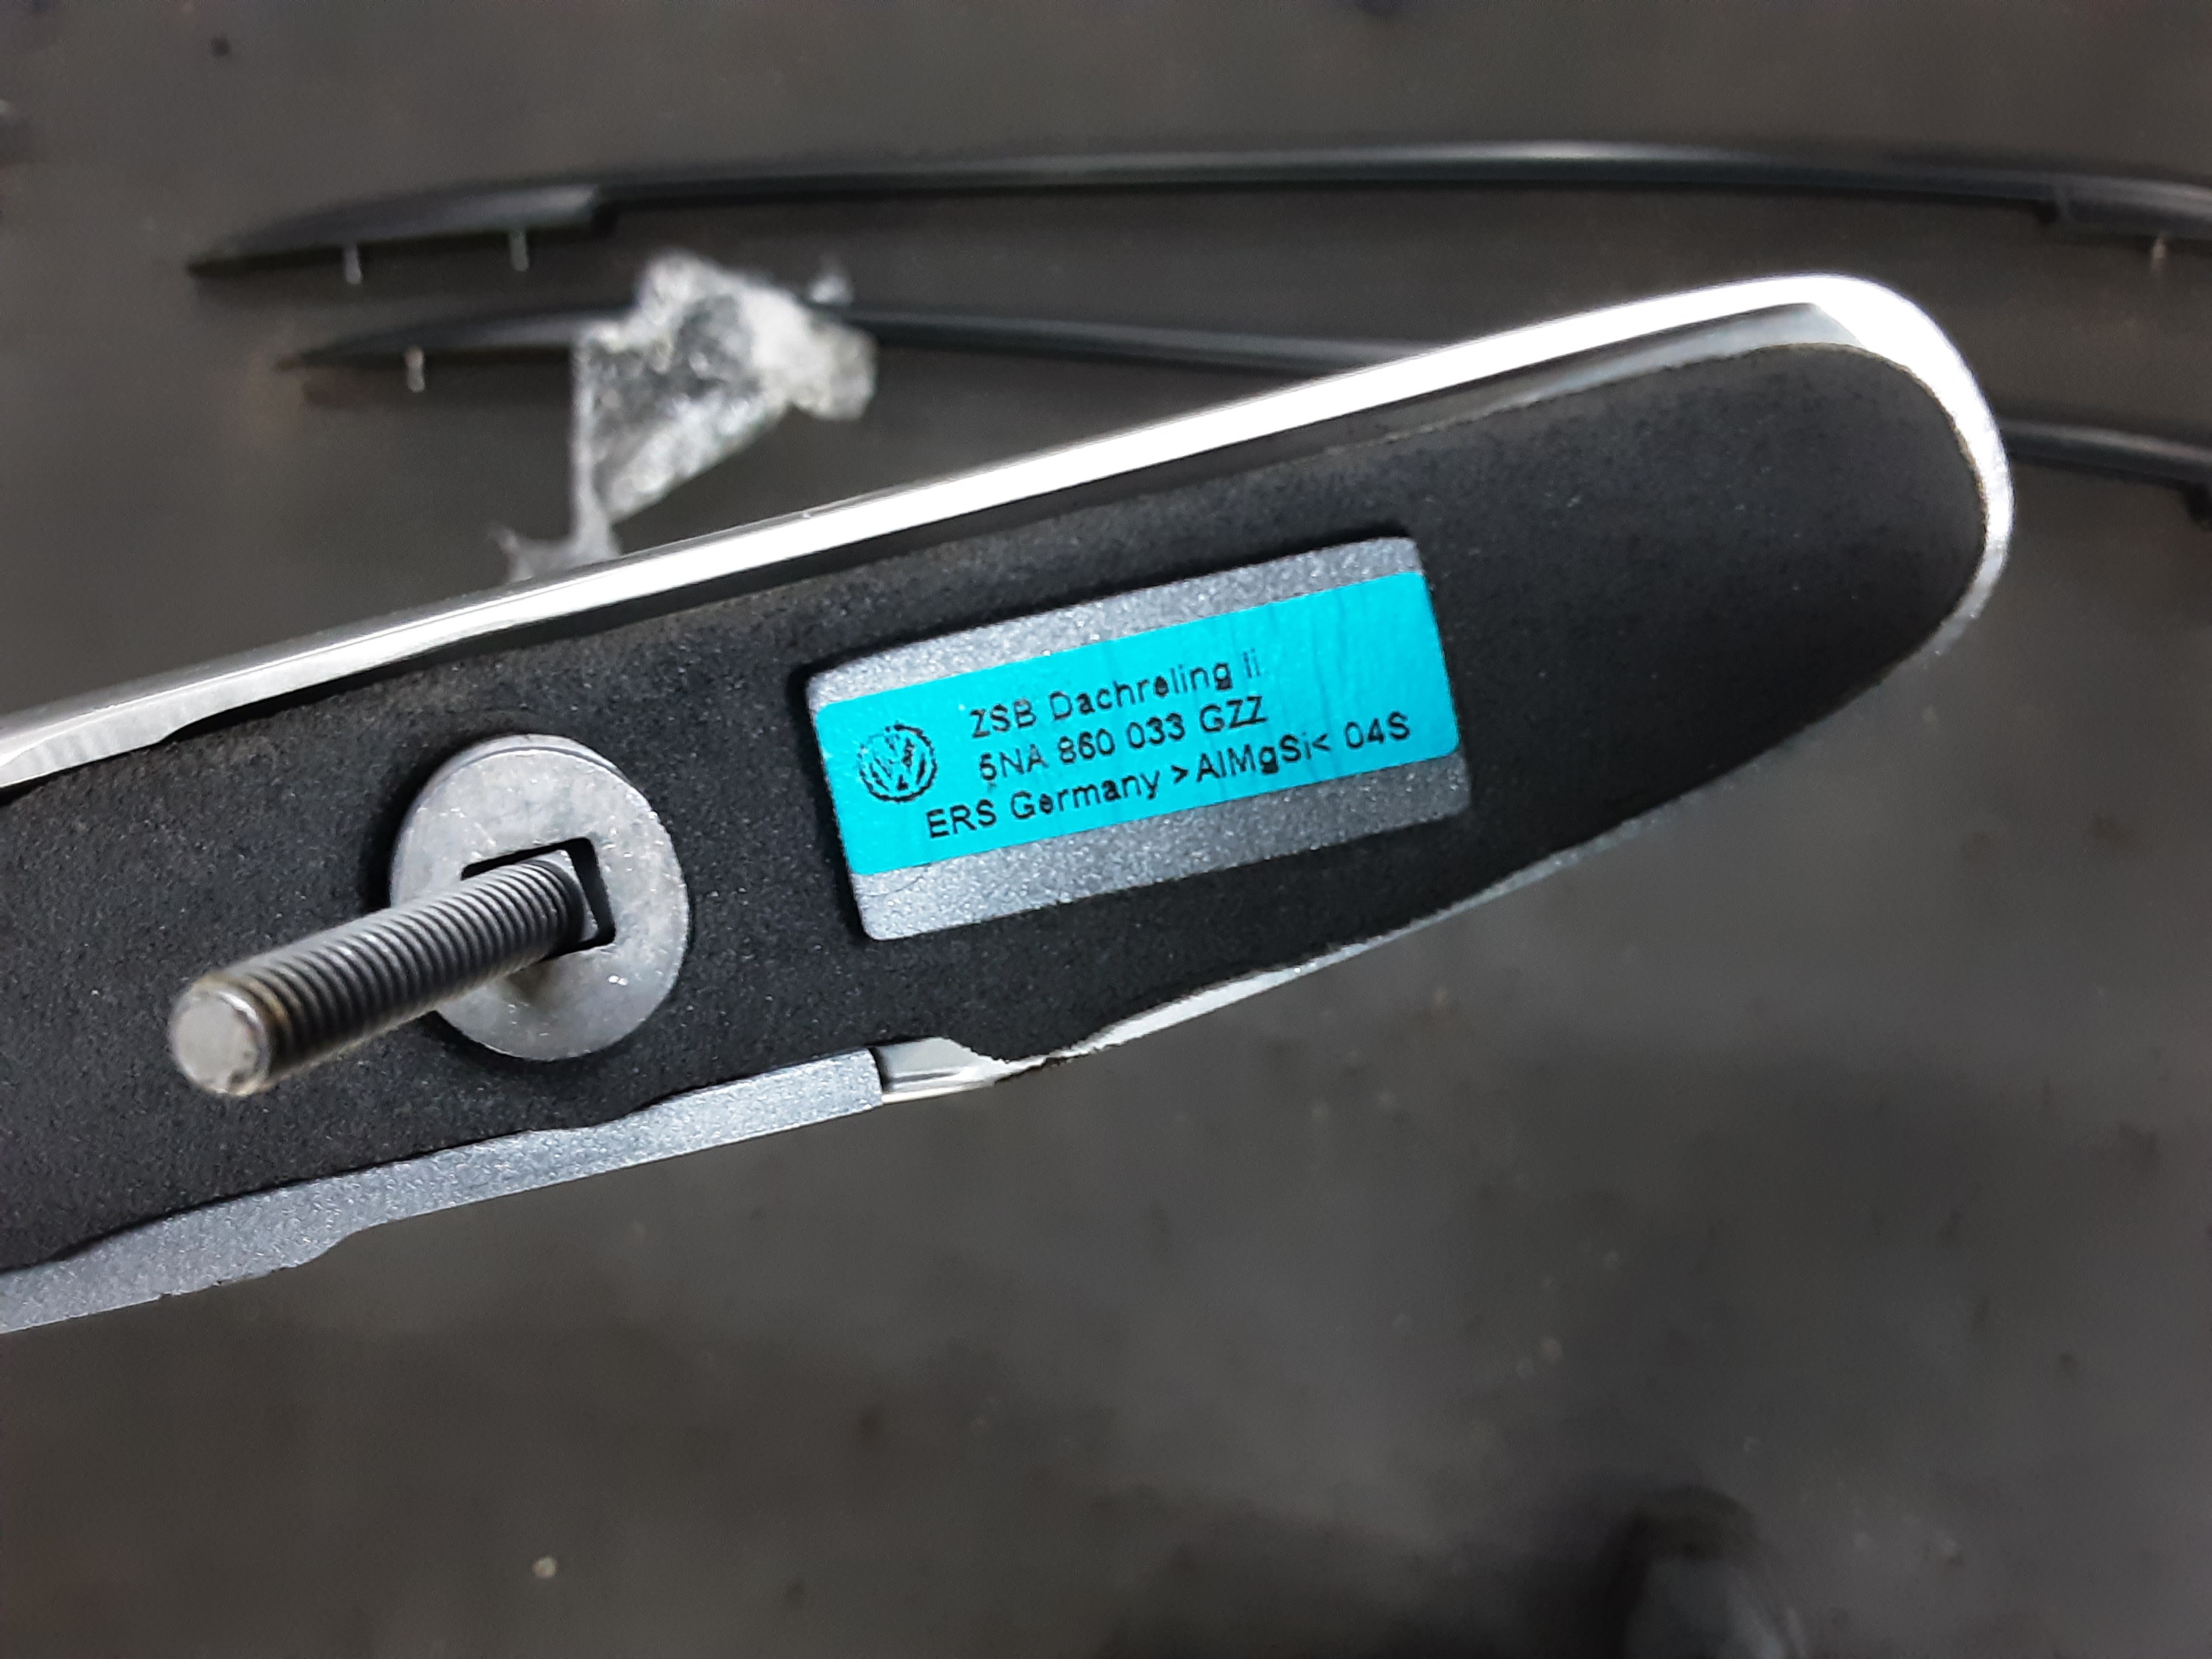 ZSB Dachreling li
5NA 860 033 GZZ
ERS Germany >AlMgSi< 04S